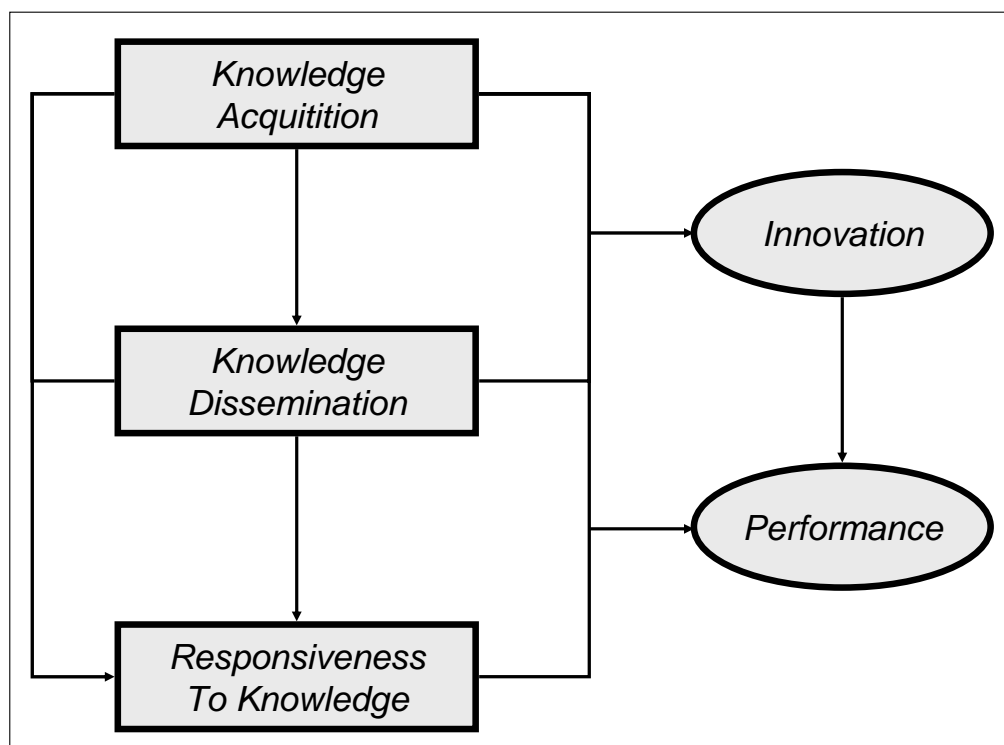 Knowledge
Acquitition
Innovation
Knowledge
Dissemination
Performance
Responsiveness
To Knowledge